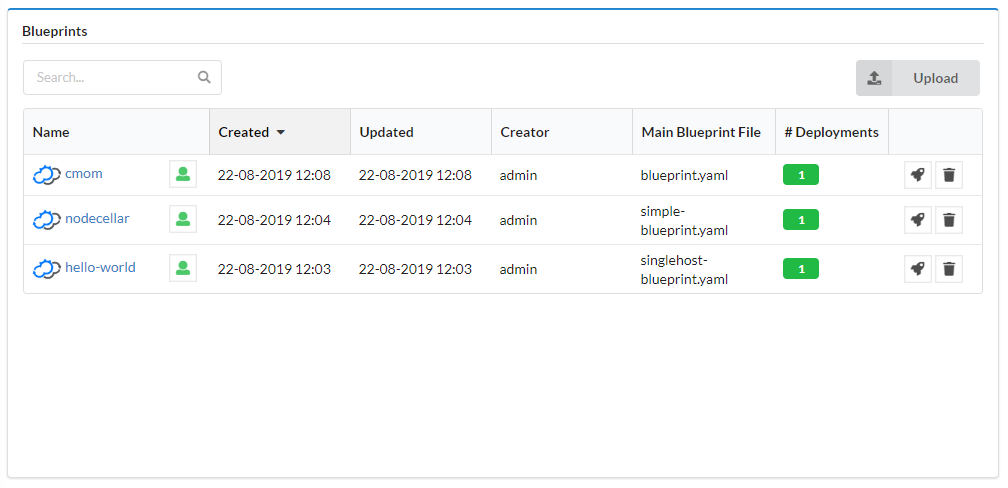 Blueprints
Search...
Upload
Name Created Updated Creator Main Blueprint File # Deployments
cmom 22-08-2019 12:08 22-08-2019 12:08 admin blueprint.yaml 1
nodecellar 22-08-2019 12:04 22-08-2019 12:04 admin simple-
blueprint.yaml 1
hello-world 22-08-2019 12:03 22-08-2019 12:03 admin singlehost-
blueprint.yaml 1